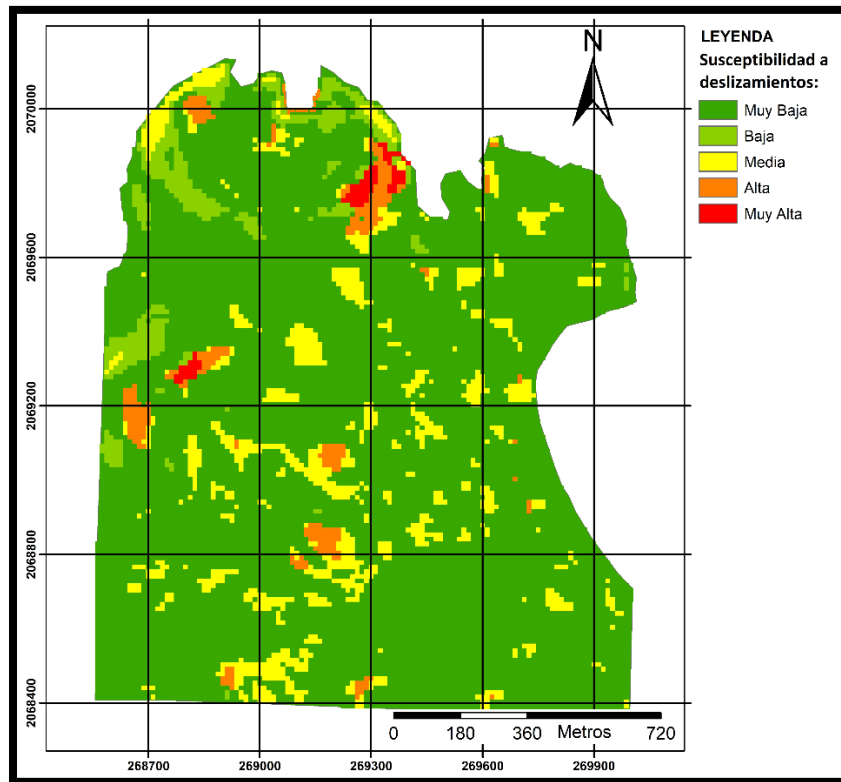 LEYENDA
Susceptibilidad a
deslizamientos:
Muy Baja
Baja
Media
Alta
Muy Alta
N
2070000
2069600
2069200
2068800
2068400
0 180 360 Metros 720
268700 269000 269300 269600 269900